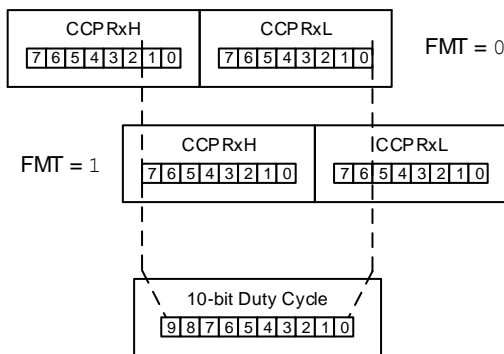 CCPRxH CCPRxL FMT = 0
7 6 5 4 3 2 1 0 7 6 5 4 3 2 1 0
CCPRxH CCPRxL
FMT = 1 7 6 5 4 3 2 1 0 7 6 5 4 3 2 1 0
10-bit Duty Cycle
9 8 7 6 5 4 3 2 1 0